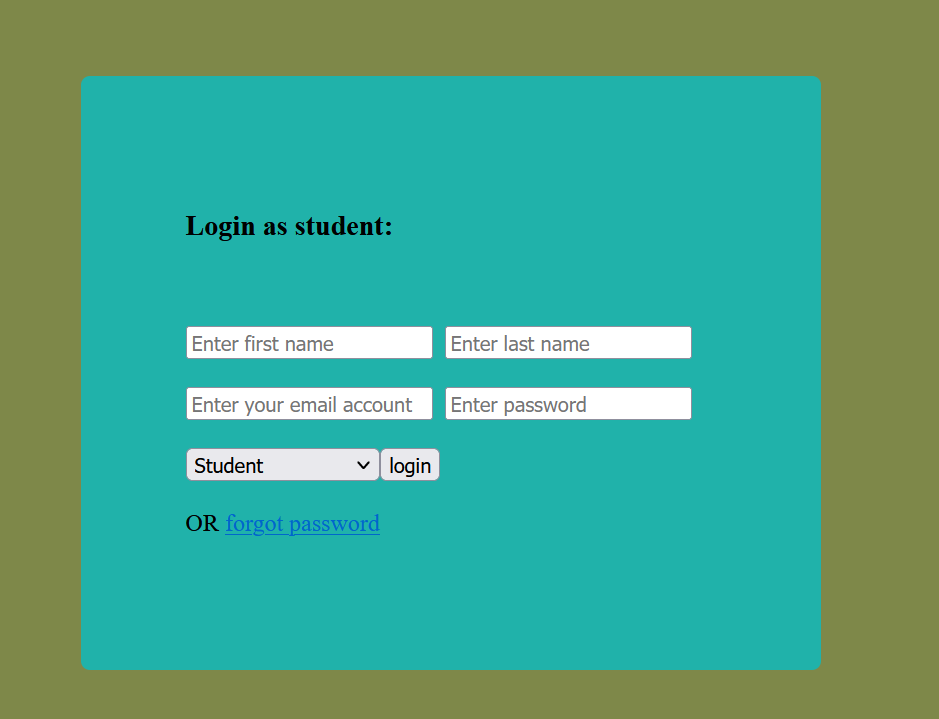 Login as student:
Enter first name Enter last name
Enter your email account Enter password
Student login
OR forgot password